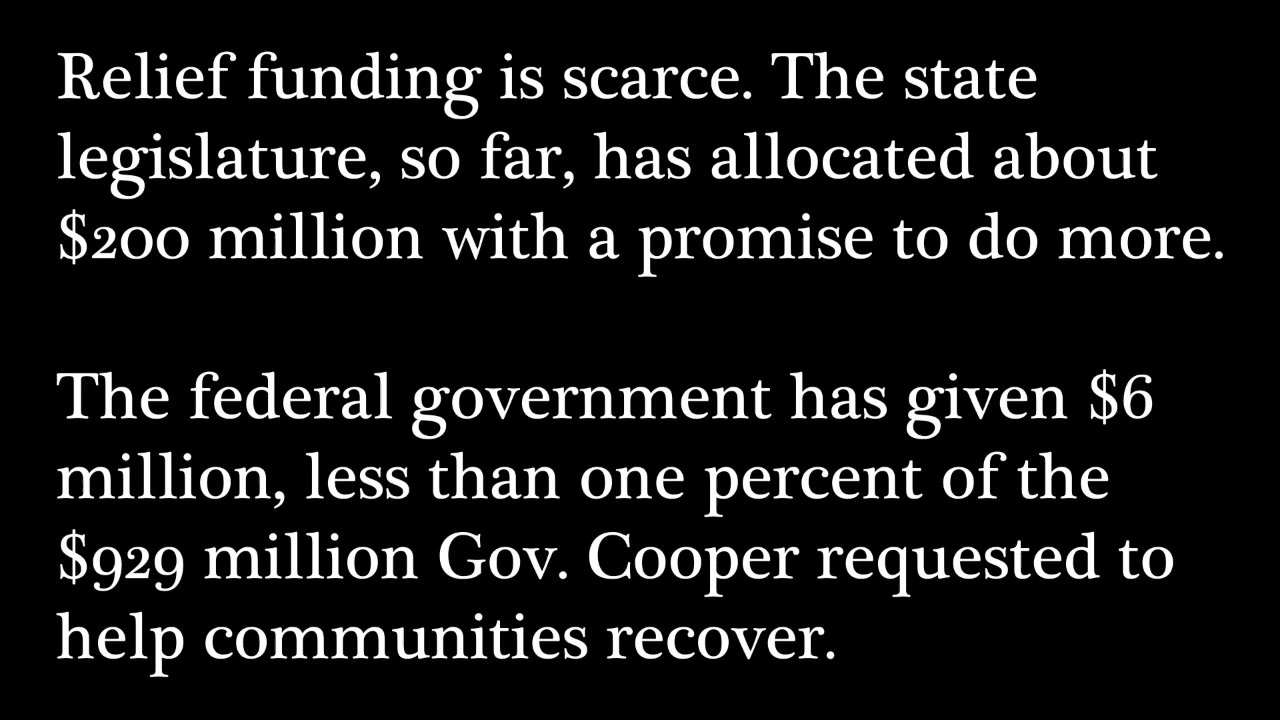 Relief funding is scarce. The state
legislature, so far, has allocated about
$200 million with a promise to do more.
The federal government has given $6
million, less than one percent of the
$929 million Gov. Cooper requested to
help communities recover.